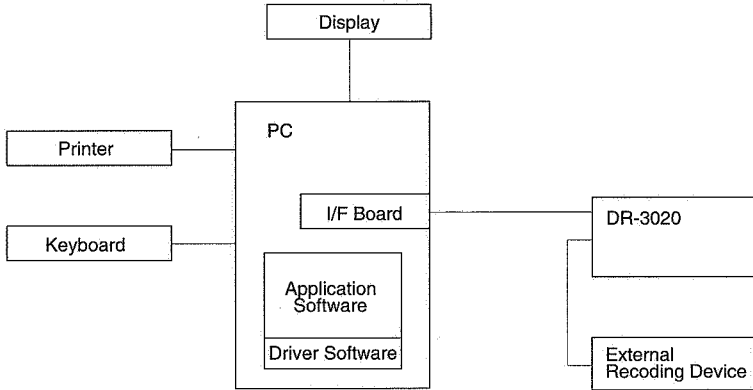 Display
PC
Printer
I/F Board
DR-3020
Keyboard
Application
Software
Driver Software
External
Recoding Device